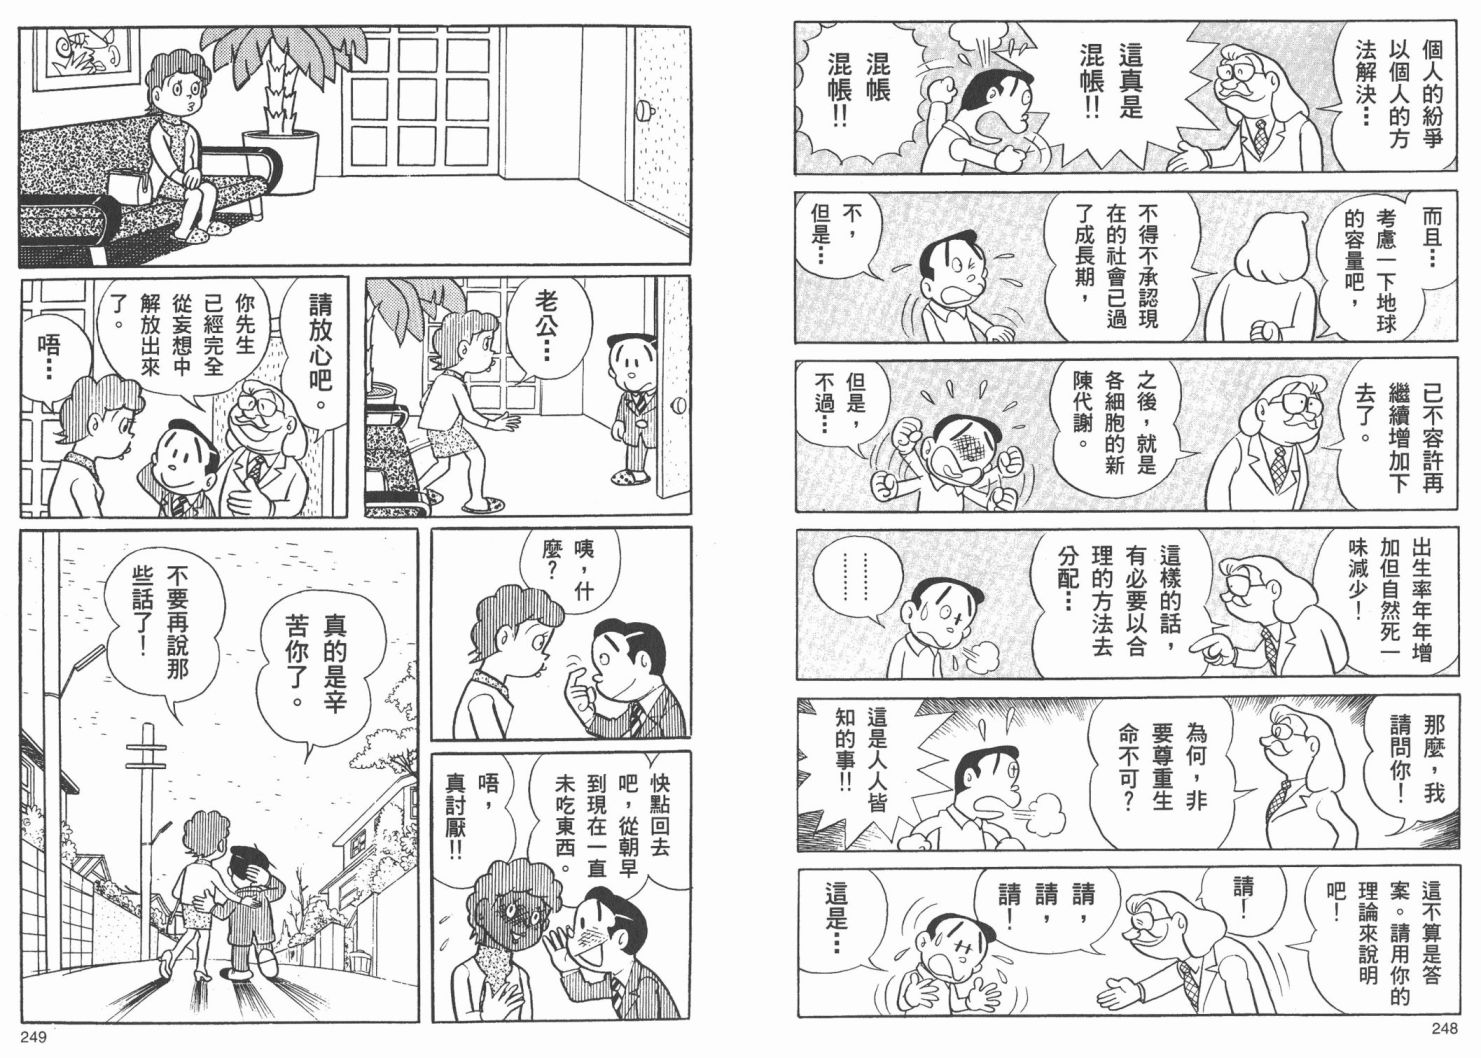 個人的紛爭
以個人的方
法解決…
這真是
混帳!!
混帳
混帳!!
而且…
考慮一下地球
的容量吧，
不得不承認現
在的社會已過
了成長期，
不，
但是…
已不容許再
繼續增加下
去了。
之後，就是
各細胞的新
陳代謝。
但是，
不過…
出生率年年增
加但自然死一
味減少！
這樣的話，
有必要以合
理的方法去
分配…
………
………
那麼，我
請問你！
為何，非
要尊重生
命不可？
這是人人皆
知的事!!
這不算是答
案。請用你的
理論來說明
吧！
請！
請，
請，
請！
這是…
248
老公…
請放心吧。
你先生
已經完全
從妄想中
解放出來
了。
唔…
咦，什
麼？
快點回去
吧，從朝早
到現在一直
未吃東西。
唔，
真討厭!!
真的是辛
苦你了。
不要再說那
些話了！
249